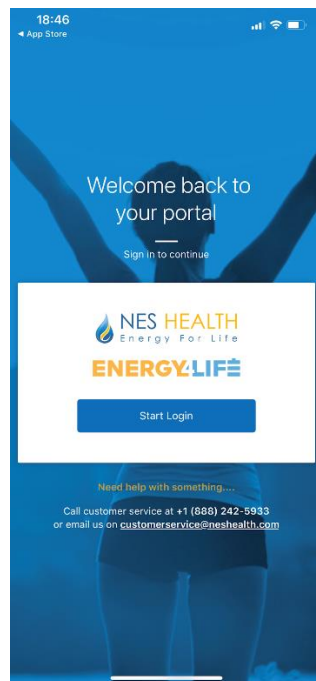 18:46
◀ App Store
Welcome back to
your portal
Sign in to continue
NES HEALTH
Energy For Life
ENERGY4LIFE
Start Login
Need help with something....
Call customer service at +1 (888) 242-5933
or email us on customerservice@neshealth.com